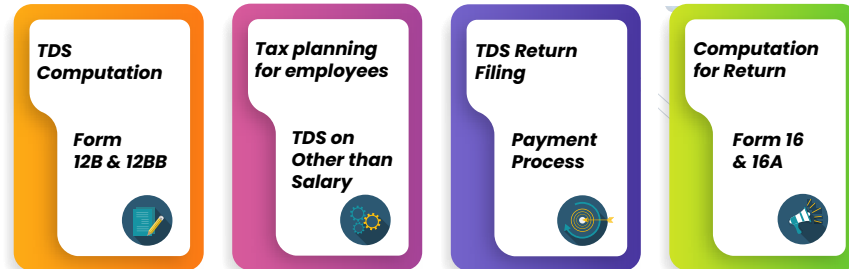 TDS
Computation
Form
12B & 12BB
Tax planning
for employees
TDS on
Other than
Salary
TDS Return
Filing
Payment
Process
Computation
for Return
Form 16
& 16A